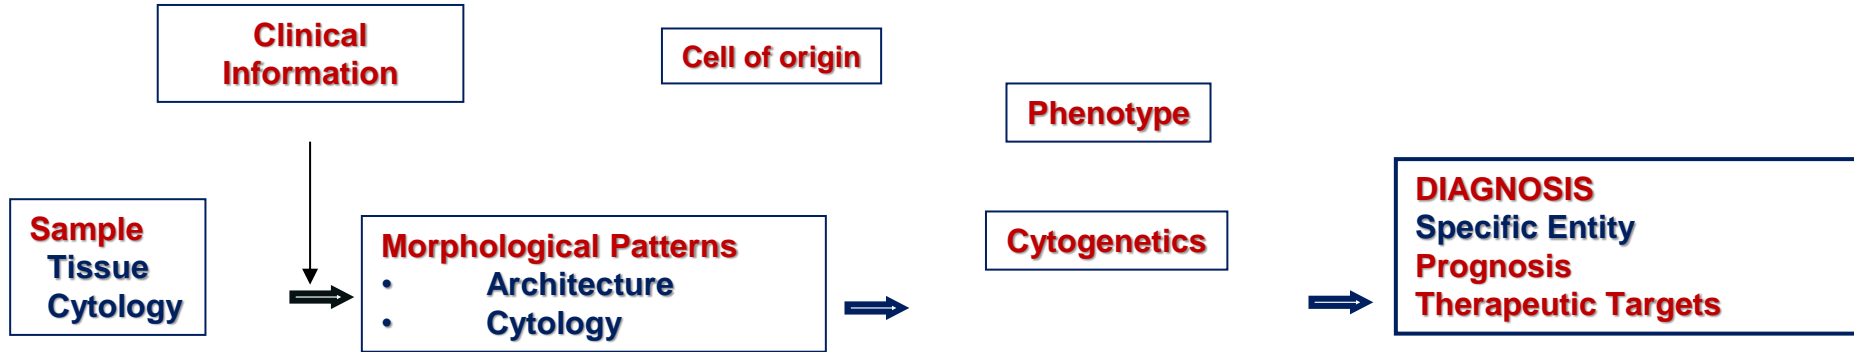 Clinical
Information
Cell of origin
Phenotype
Sample
Tissue
Cytology
Morphological Patterns
• Architecture
• Cytology
Cytogenetics
DIAGNOSIS
Specific Entity
Prognosis
Therapeutic Targets